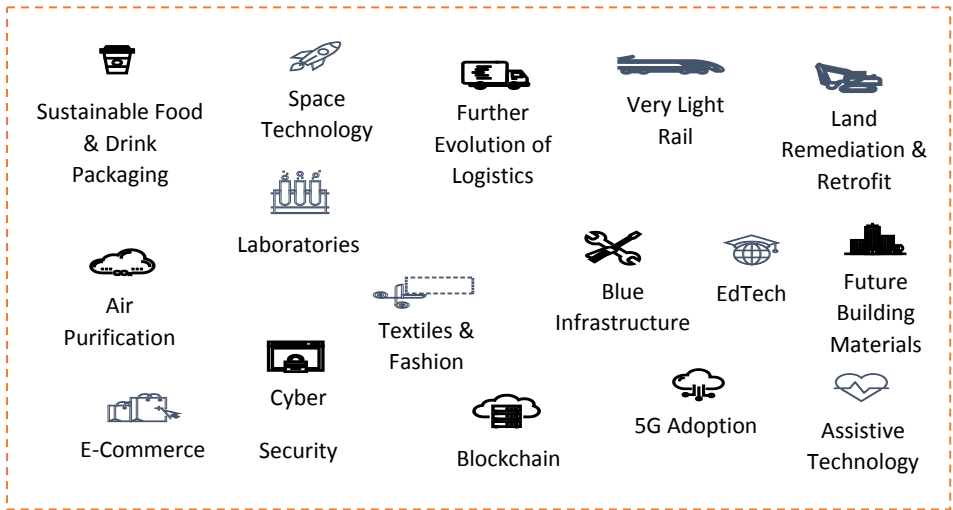 Sustainable Food
& Drink
Packaging
Space
Technology
Further
Evolution of
Logistics
Very Light
Rail
Land
Remediation &
Retrofit
Laboratories
Air
Purification
CO₂
Textiles &
Fashion
Blue
Infrastructure
EdTech
Future
Building
Materials
E-Commerce
Cyber
Security
Blockchain
5G Adoption
Assistive
Technology